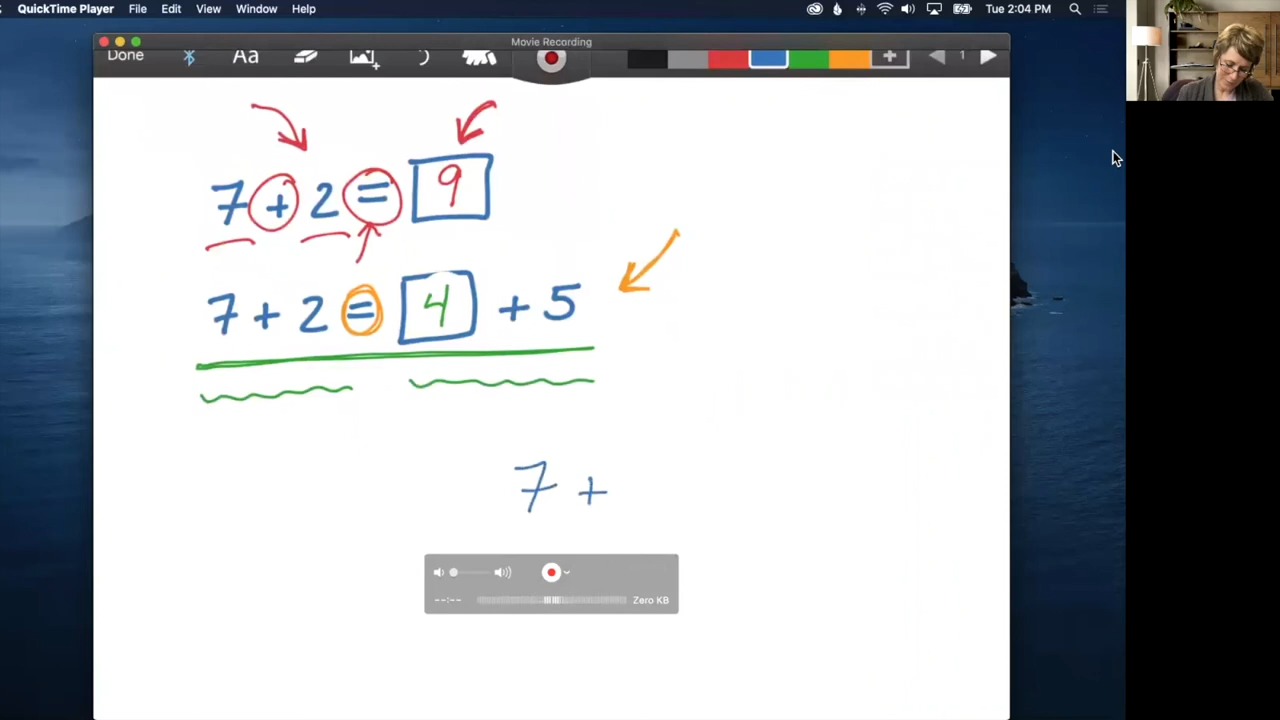 QuickTime Player File Edit View Window Help Tue 2:04 PM
Movie Recording
Done Aa 1
7 + 2 = 9
7 + 2 = 4 + 5
7 +
--:-- Zero KB